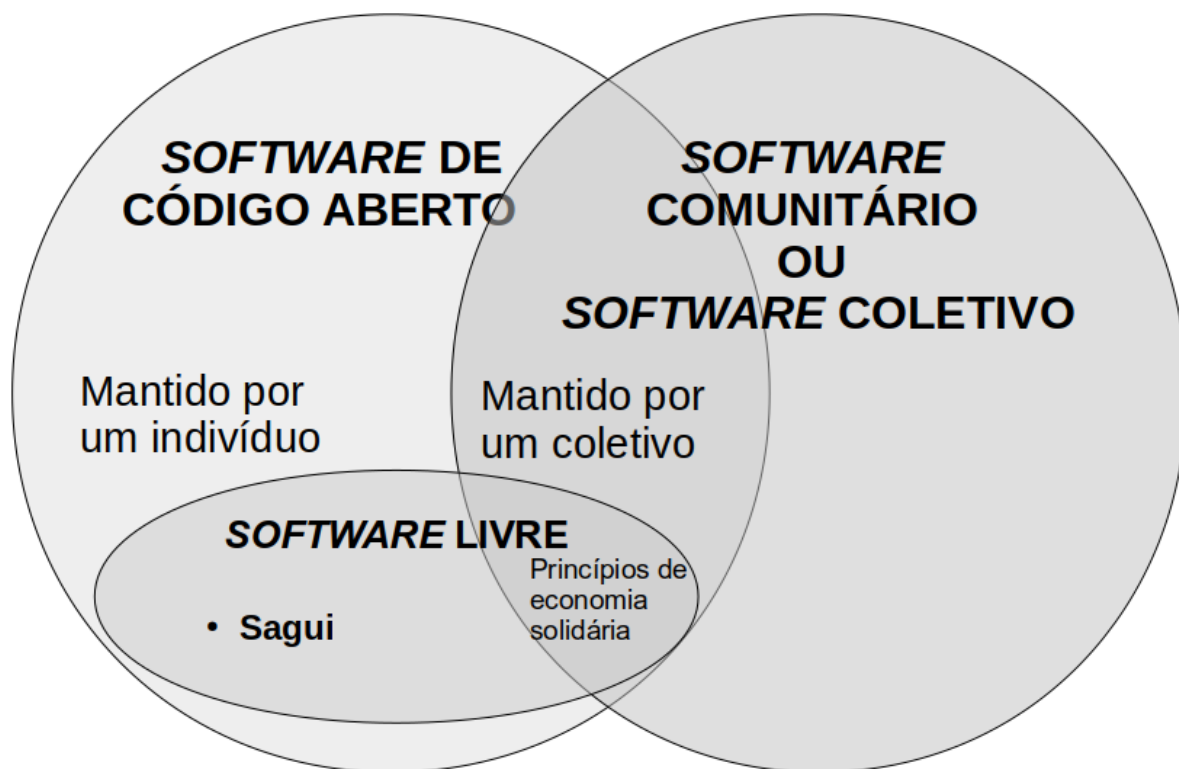 SOFTWARE DE
CÓDIGO ABERTO
SOFTWARE
COMUNITÁRIO
OU
SOFTWARE COLETIVO
Mantido por
um indivíduo
Mantido por
um coletivo
SOFTWARE LIVRE
Princípios de
economia
solidária
• Sagui